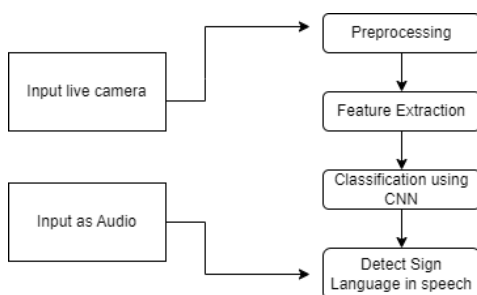 Preprocessing
Input live camera
Feature Extraction
Classification using
CNN
Input as Audio
Detect Sign
Language in speech